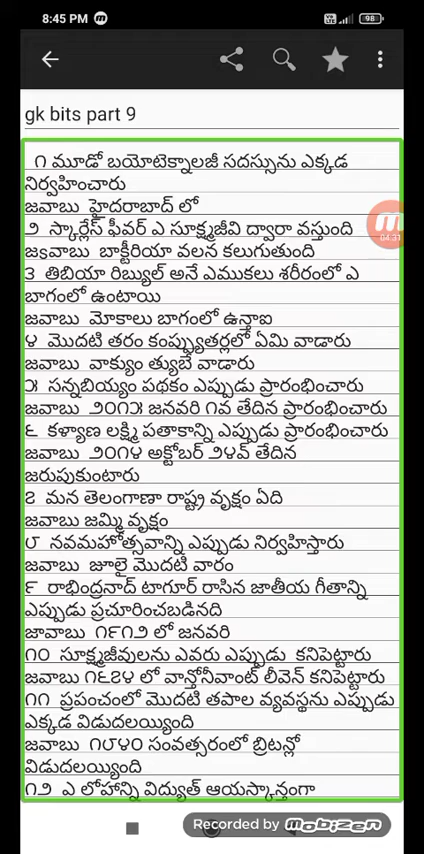 8:45 PM
98
gk bits part 9
౧ మూడో బయోటెక్నాలజీ సదస్సును ఎక్కడ
నిర్వహించారు
జవాబు హైదరాబాద్ లో
౨ స్కార్లేస్ ఫీవర్ ఎ సూక్ష్మజీవి ద్వారా వస్తుంది
జsవాబు బాక్టీరియా వలన కలుగుతుంది
౩ తిబియా రిబ్యుల్ అనే ఎముకలు శరీరంలో ఎ
బాగంలో ఉంటాయి
జవాబు మోకాలు బాగంలో ఉన్తాఐ
౪ మొదటి తరం కంప్ఫ్యుతర్లలో ఏమి వాడారు
జవాబు వాక్యుం త్యుబే వాడారు
౫ సన్నబియ్యం పథకం ఎప్పుడు ప్రారంభించారు
జవాబు ౨౦౧౫ జనవరి ౧వ తేదిన ప్రారంభించారు
౬ కళ్యాణ లక్ష్మి పతాకాన్ని ఎప్పుడు ప్రారంభించారు
జవాబు ౨౦౧౪ అక్టోబర్ ౨౪వ్ తేదిన
జరుపుకుంటారు
౭ మన తెలంగాణా రాష్ట్ర వృక్షం ఏది
జవాబు జమ్మి వృక్షం
౮ నవమహోత్సవాన్ని ఎప్పుడు నిర్వహిస్తారు
జవాబు జూలై మొదటి వారం
౯ రాభింద్రనాద్ టాగూర్ రాసిన జాతీయ గీతాన్ని
ఎప్పుడు ప్రచూరించబడినది
జావాబు ౧౯౧౨ లో జనవరి
౧౦ సూక్ష్మజీవులను ఎవరు ఎప్పుడు కనిపెట్టారు
జవాబు ౧౬౭౪ లో వాన్తోనీవాంట్ లీవెన్ కనిపెట్టారు
౧౧ ప్రపంచంలో మొదటి తపాల వ్యవస్థను ఎప్పుడు
ఎక్కడ విడుదలయ్యింది
జవాబు ౧౮౪౦ సంవత్సరంలో బ్రిటన్లో
విడుదలయ్యింది
౧౨ ఎ లోహాన్ని విద్యుత్ ఆయస్కాన్తంగా
04:31
Recorded by mobizen